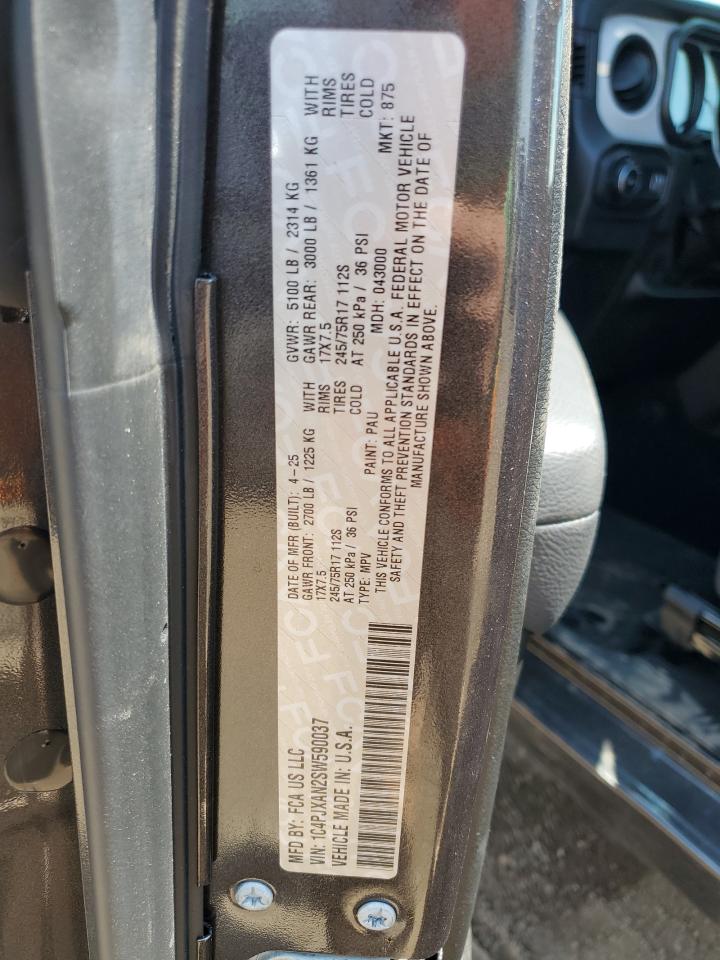 MFD BY: FCA US LLC
VIN: 1C4PJXAN2SW590037
VEHICLE MADE IN: U.S.A.
DATE OF MFR (BUILT): 4-25
GAWR FRONT: 2700 LB / 1225 KG WITH
17X7.5 RIMS
245/75R17 112S TIRES
AT 250 kPa / 36 PSI COLD
TYPE: MPV PAINT: PAU
GVWR: 5100 LB / 2314 KG
GAWR REAR: 3000 LB / 1361 KG WITH
17X7.5 RIMS
245/75R17 112S TIRES
AT 250 kPa / 36 PSI COLD
MDH: 043000 MKT: 875
THIS VEHICLE CONFORMS TO ALL APPLICABLE U.S.A. FEDERAL MOTOR VEHICLE
SAFETY AND THEFT PREVENTION STANDARDS IN EFFECT ON THE DATE OF
MANUFACTURE SHOWN ABOVE.